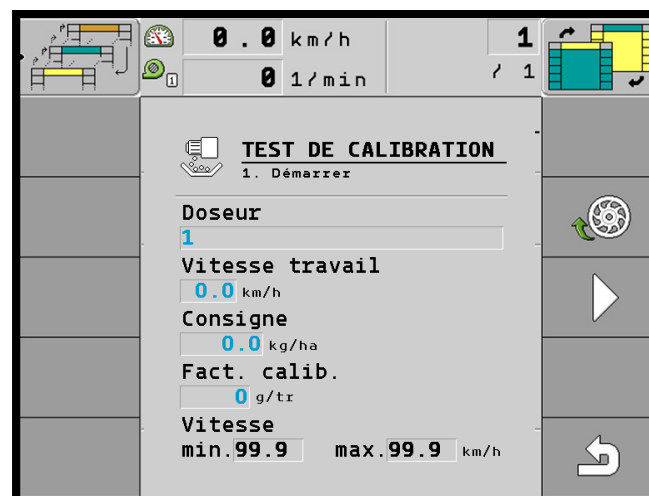 0.0 km/h 1
1 0 1/min / 1
TEST DE CALIBRATION
1. Démarrer
Doseur
1
Vitesse travail
0.0 km/h
Consigne
0.0 kg/ha
Fact. calib.
0 g/tr
Vitesse
min. 99.9 max. 99.9 km/h